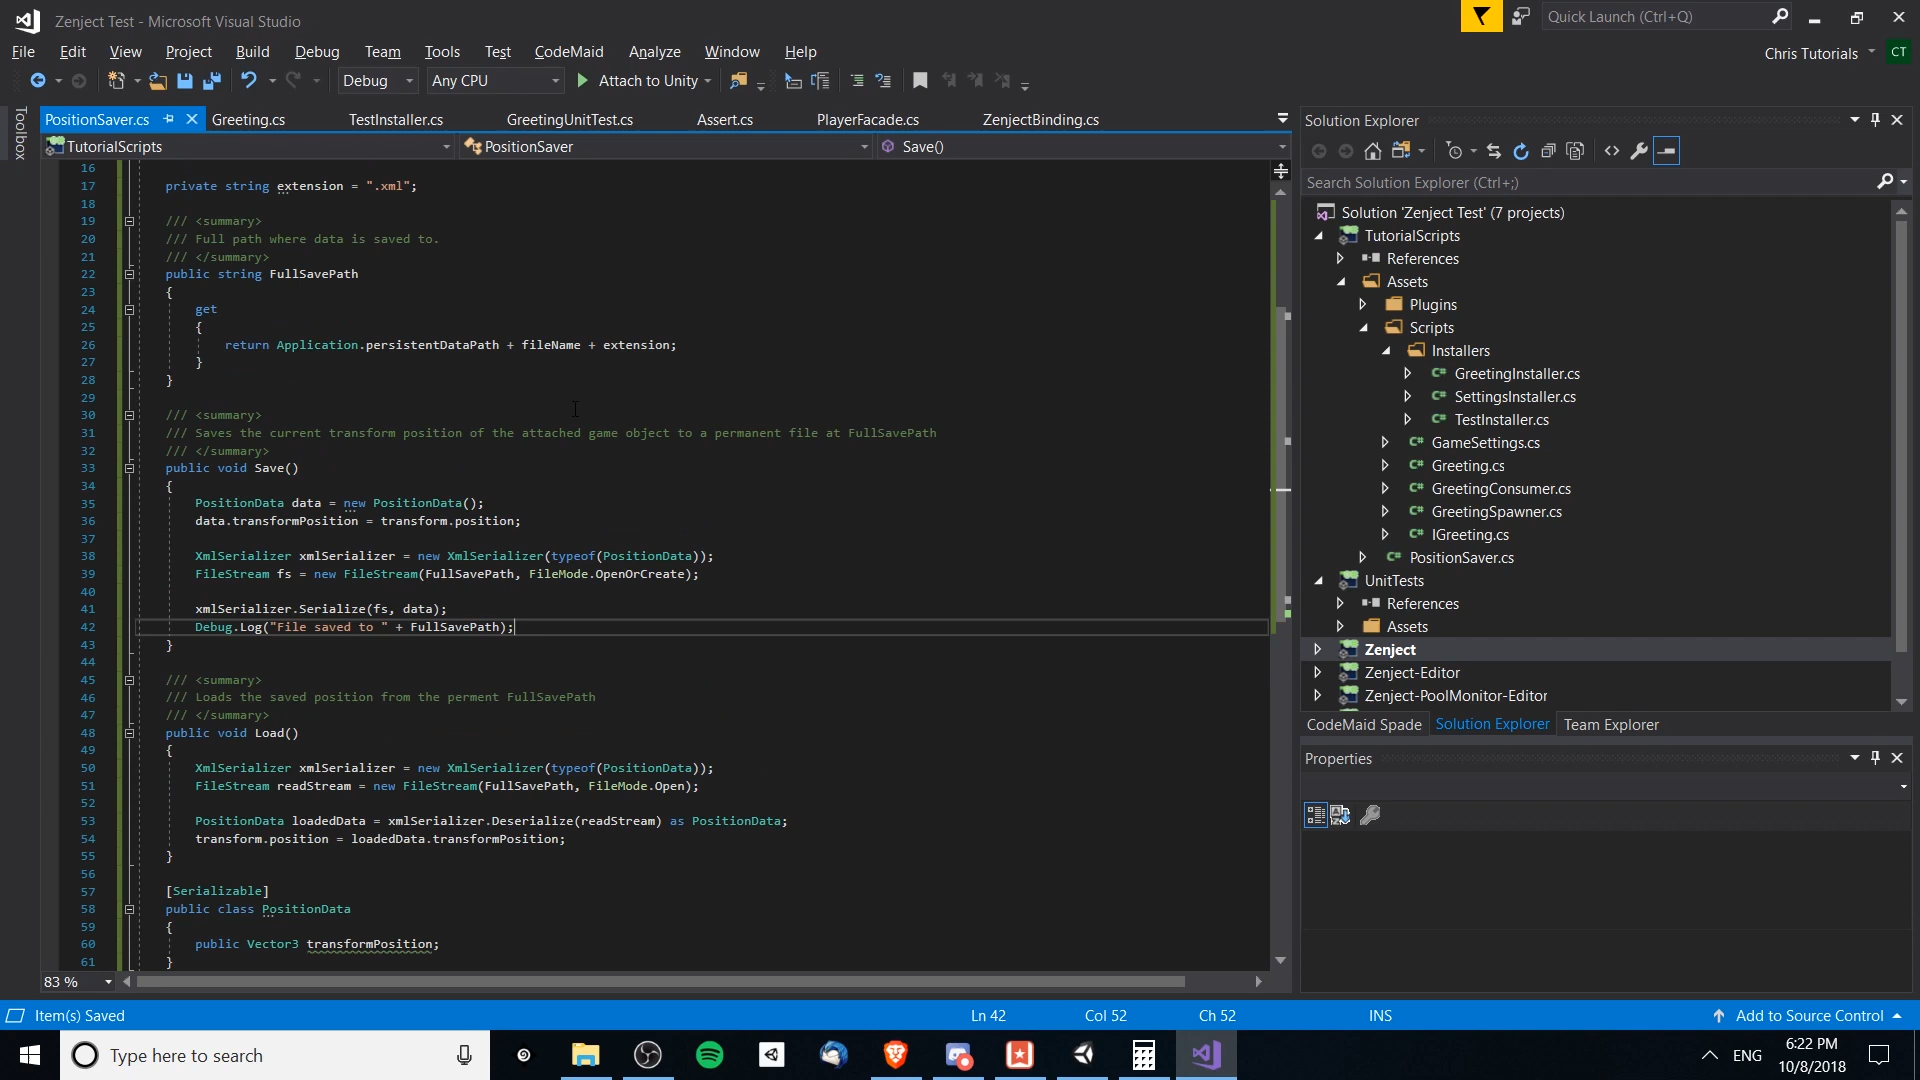 Zenject Test - Microsoft Visual Studio
Quick Launch (Ctrl+Q)
File Edit View Project Build Debug Team Tools Test CodeMaid Analyze Window Help
Chris Tutorials CT
Debug Any CPU Attach to Unity
Toolbox
PositionSaver.cs Greeting.cs TestInstaller.cs GreetingUnitTest.cs Assert.cs PlayerFacade.cs ZenjectBinding.cs
TutorialScripts PositionSaver Save()
16
17 private string extension = ".xml";
18
19 /// <summary>
20 /// Full path where data is saved to.
21 /// </summary>
22 public string FullSavePath
23 {
24 get
25 {
26 return Application.persistentDataPath + fileName + extension;
27 }
28 }
29
30 /// <summary>
31 /// Saves the current transform position of the attached game object to a permanent file at FullSavePath
32 /// </summary>
33 public void Save()
34 {
35 PositionData data = new PositionData();
36 data.transformPosition = transform.position;
37
38 XmlSerializer xmlSerializer = new XmlSerializer(typeof(PositionData));
39 FileStream fs = new FileStream(FullSavePath, FileMode.OpenOrCreate);
40
41 xmlSerializer.Serialize(fs, data);
42 Debug.Log("File saved to " + FullSavePath);
43 }
44
45 /// <summary>
46 /// Loads the saved position from the perment FullSavePath
47 /// </summary>
48 public void Load()
49 {
50 XmlSerializer xmlSerializer = new XmlSerializer(typeof(PositionData));
51 FileStream readStream = new FileStream(FullSavePath, FileMode.Open);
52
53 PositionData loadedData = xmlSerializer.Deserialize(readStream) as PositionData;
54 transform.position = loadedData.transformPosition;
55 }
56
57 [Serializable]
58 public class PositionData
59 {
60 public Vector3 transformPosition;
61 }
83 %
Solution Explorer
Search Solution Explorer (Ctrl+;)
Solution 'Zenject Test' (7 projects)
TutorialScripts
References
Assets
Plugins
Scripts
Installers
C# GreetingInstaller.cs
C# SettingsInstaller.cs
C# TestInstaller.cs
C# GameSettings.cs
C# Greeting.cs
C# GreetingConsumer.cs
C# GreetingSpawner.cs
C# IGreeting.cs
C# PositionSaver.cs
UnitTests
References
Assets
Zenject
Zenject-Editor
Zenject-PoolMonitor-Editor
CodeMaid Spade Solution Explorer Team Explorer
Properties
Item(s) Saved Ln 42 Col 52 Ch 52 INS Add to Source Control
Type here to search
ENG 6:22 PM
10/8/2018